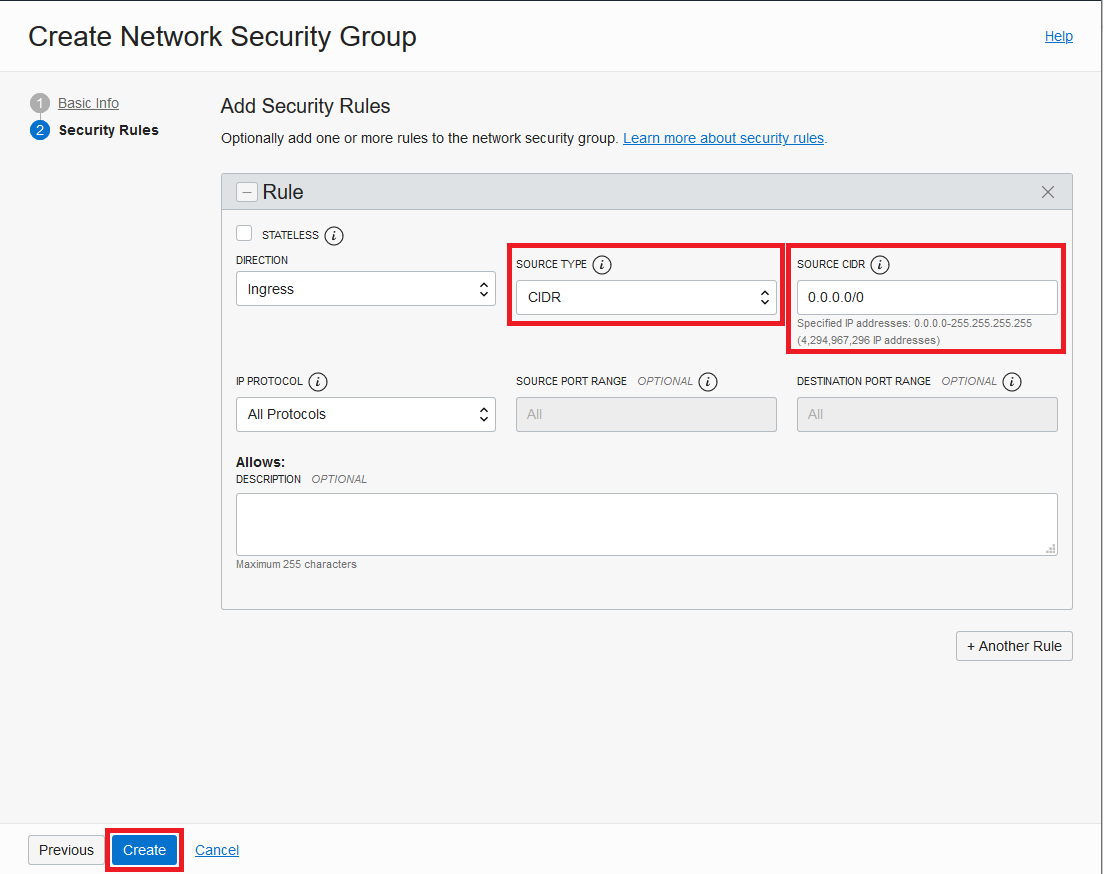 Create Network Security Group
Help
1 Basic Info
2 Security Rules
Add Security Rules
Optionally add one or more rules to the network security group. Learn more about security rules.
Rule
STATELESS i
DIRECTION
Ingress
SOURCE TYPE i
CIDR
SOURCE CIDR i
0.0.0.0/0
Specified IP addresses: 0.0.0.0-255.255.255.255
(4,294,967,296 IP addresses)
IP PROTOCOL i
All Protocols
SOURCE PORT RANGE OPTIONAL i
All
DESTINATION PORT RANGE OPTIONAL i
All
Allows:
DESCRIPTION OPTIONAL
Maximum 255 characters
+ Another Rule
Previous
Create
Cancel